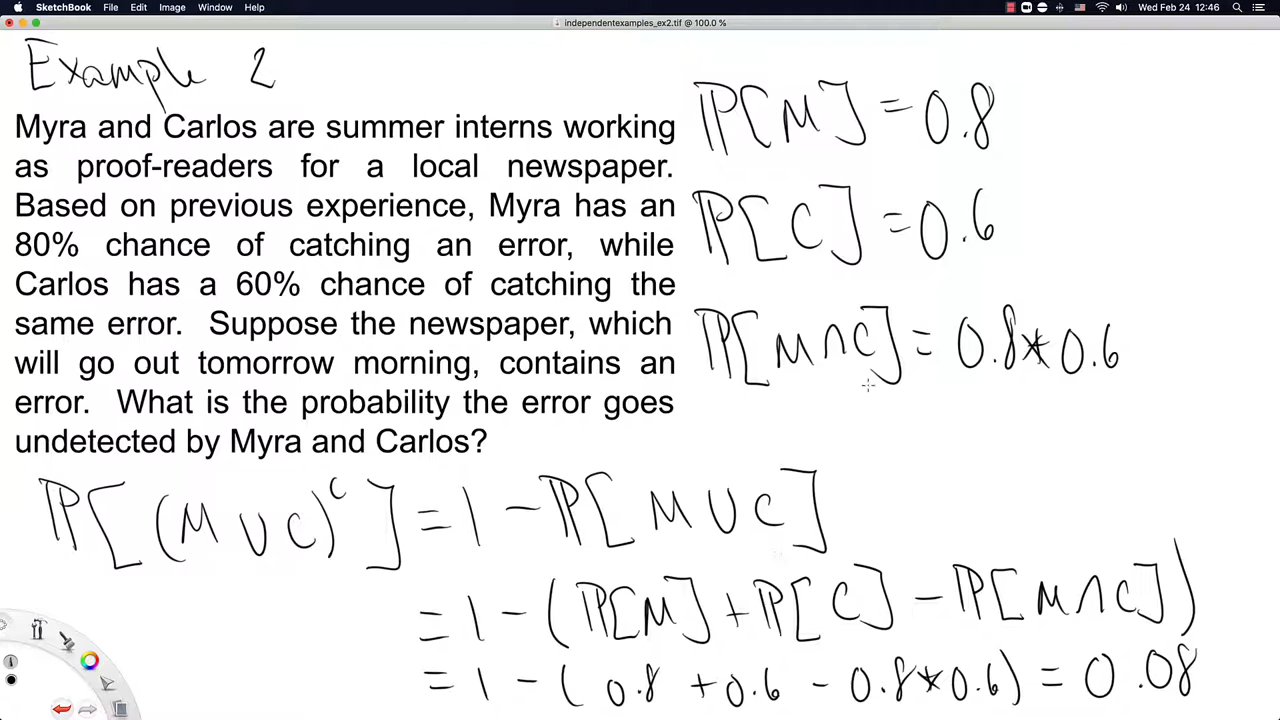 SketchBook File Edit Image Window Help Wed Feb 24 12:46
independentexamples_ex2.tif @ 100.0 %
Example 2
Myra and Carlos are summer interns working
as proof-readers for a local newspaper.
Based on previous experience, Myra has an
80% chance of catching an error, while
Carlos has a 60% chance of catching the
same error. Suppose the newspaper, which
will go out tomorrow morning, contains an
error. What is the probability the error goes
undetected by Myra and Carlos?
ℙ[M] = 0.8
ℙ[C] = 0.6
ℙ[M∩C] = 0.8*0.6
ℙ[(M∪C)ᶜ] = 1 - ℙ[M∪C]
= 1 - (ℙ[M] + ℙ[C] - ℙ[M∩C])
= 1 - (0.8 + 0.6 - 0.8*0.6) = 0.08